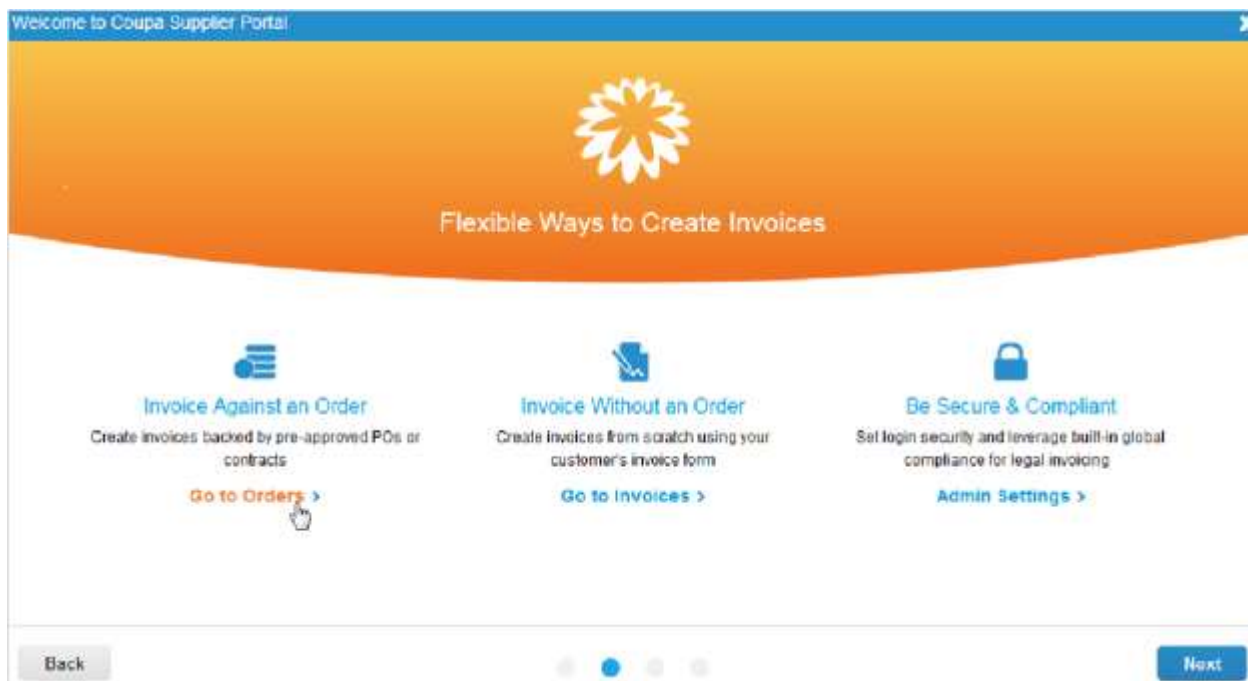 Welcome to Coupa Supplier Portal
Flexible Ways to Create Invoices
Invoice Against an Order
Create invoices backed by pre-approved POs or
contracts
Go to Orders >
Invoice Without an Order
Create invoices from scratch using your
customer's invoice form
Go to Invoices >
Be Secure & Compliant
Set login security and leverage built-in global
compliance for legal invoicing
Admin Settings >
Back
Next